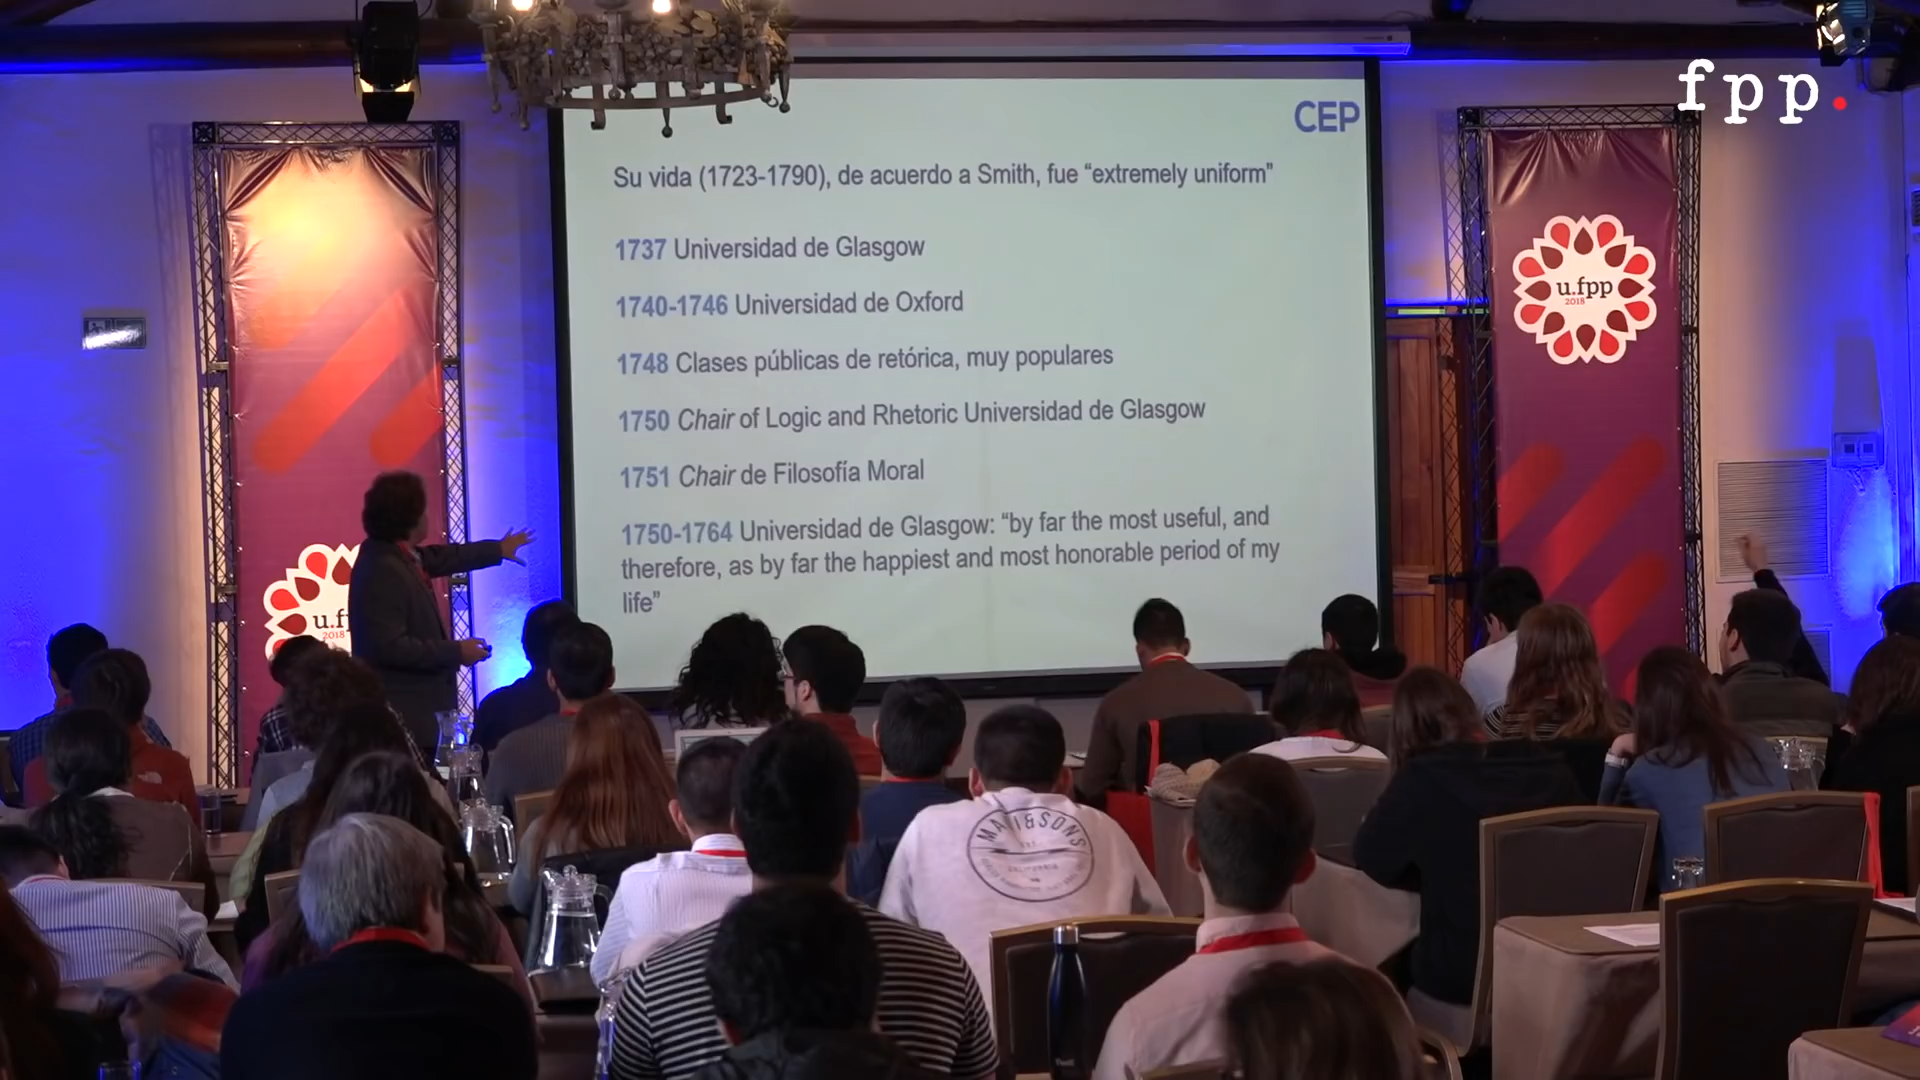 fpp.
CEP
Su vida (1723-1790), de acuerdo a Smith, fue “extremely uniform”
1737 Universidad de Glasgow
1740-1746 Universidad de Oxford
1748 Clases públicas de retórica, muy populares
1750 Chair of Logic and Rhetoric Universidad de Glasgow
1751 Chair de Filosofía Moral
1750-1764 Universidad de Glasgow: “by far the most useful, and
therefore, as by far the happiest and most honorable period of my
life”
u.fpp
2018
u.f
2018